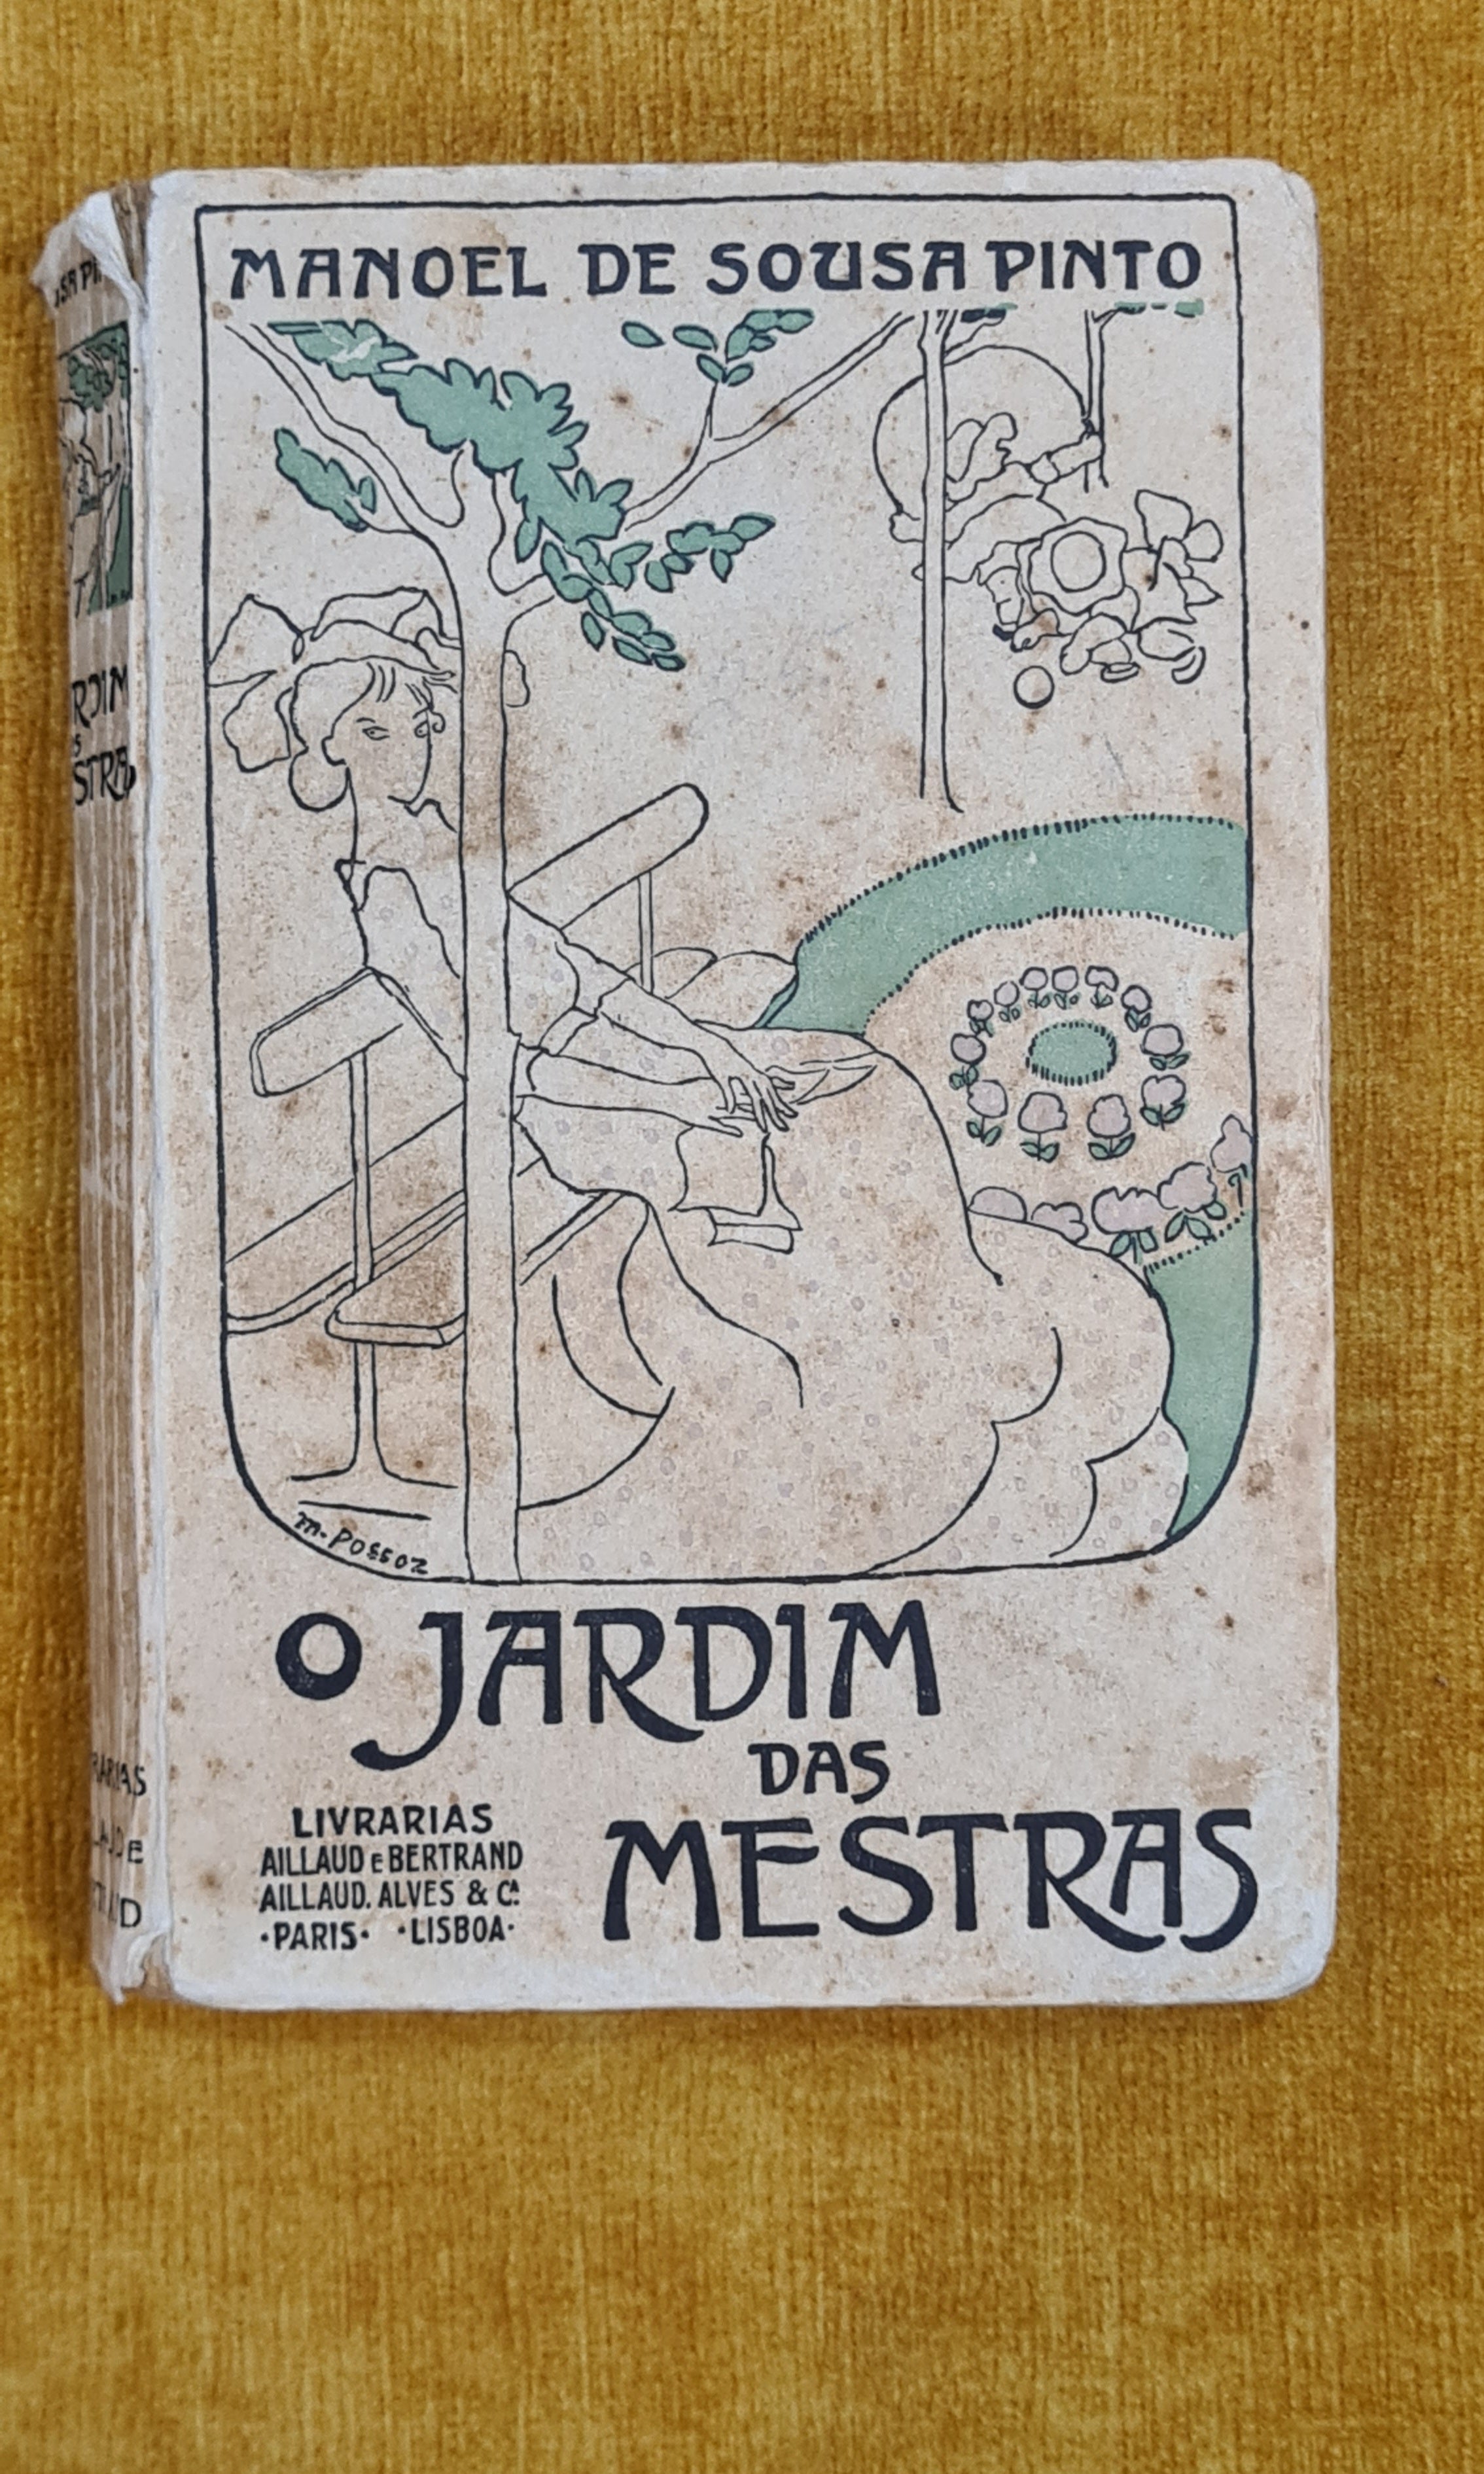 MANOEL DE SOUSA PINTO
M. POSSOZ
O JARDIM
DAS
MESTRAS
LIVRARIAS
AILLAUD E BERTRAND
AILLAUD. ALVES & CA.
·PARIS· ·LISBOA·